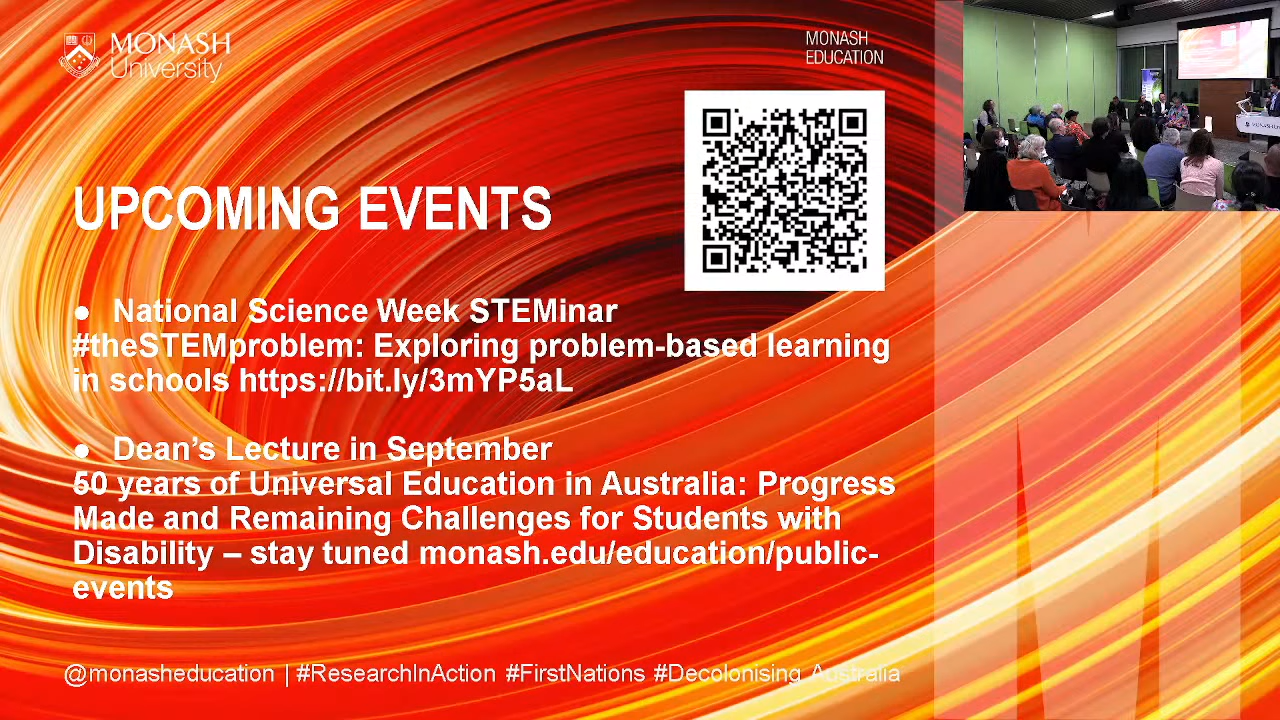 MONASH
University
MONASH
EDUCATION
UPCOMING EVENTS
● National Science Week STEMinar
#theSTEMproblem: Exploring problem-based learning
in schools https://bit.ly/3mYP5aL
● Dean’s Lecture in September
50 years of Universal Education in Australia: Progress
Made and Remaining Challenges for Students with
Disability – stay tuned monash.edu/education/public-
events
@monasheducation | #ResearchInAction #FirstNations #Decolonising Australia